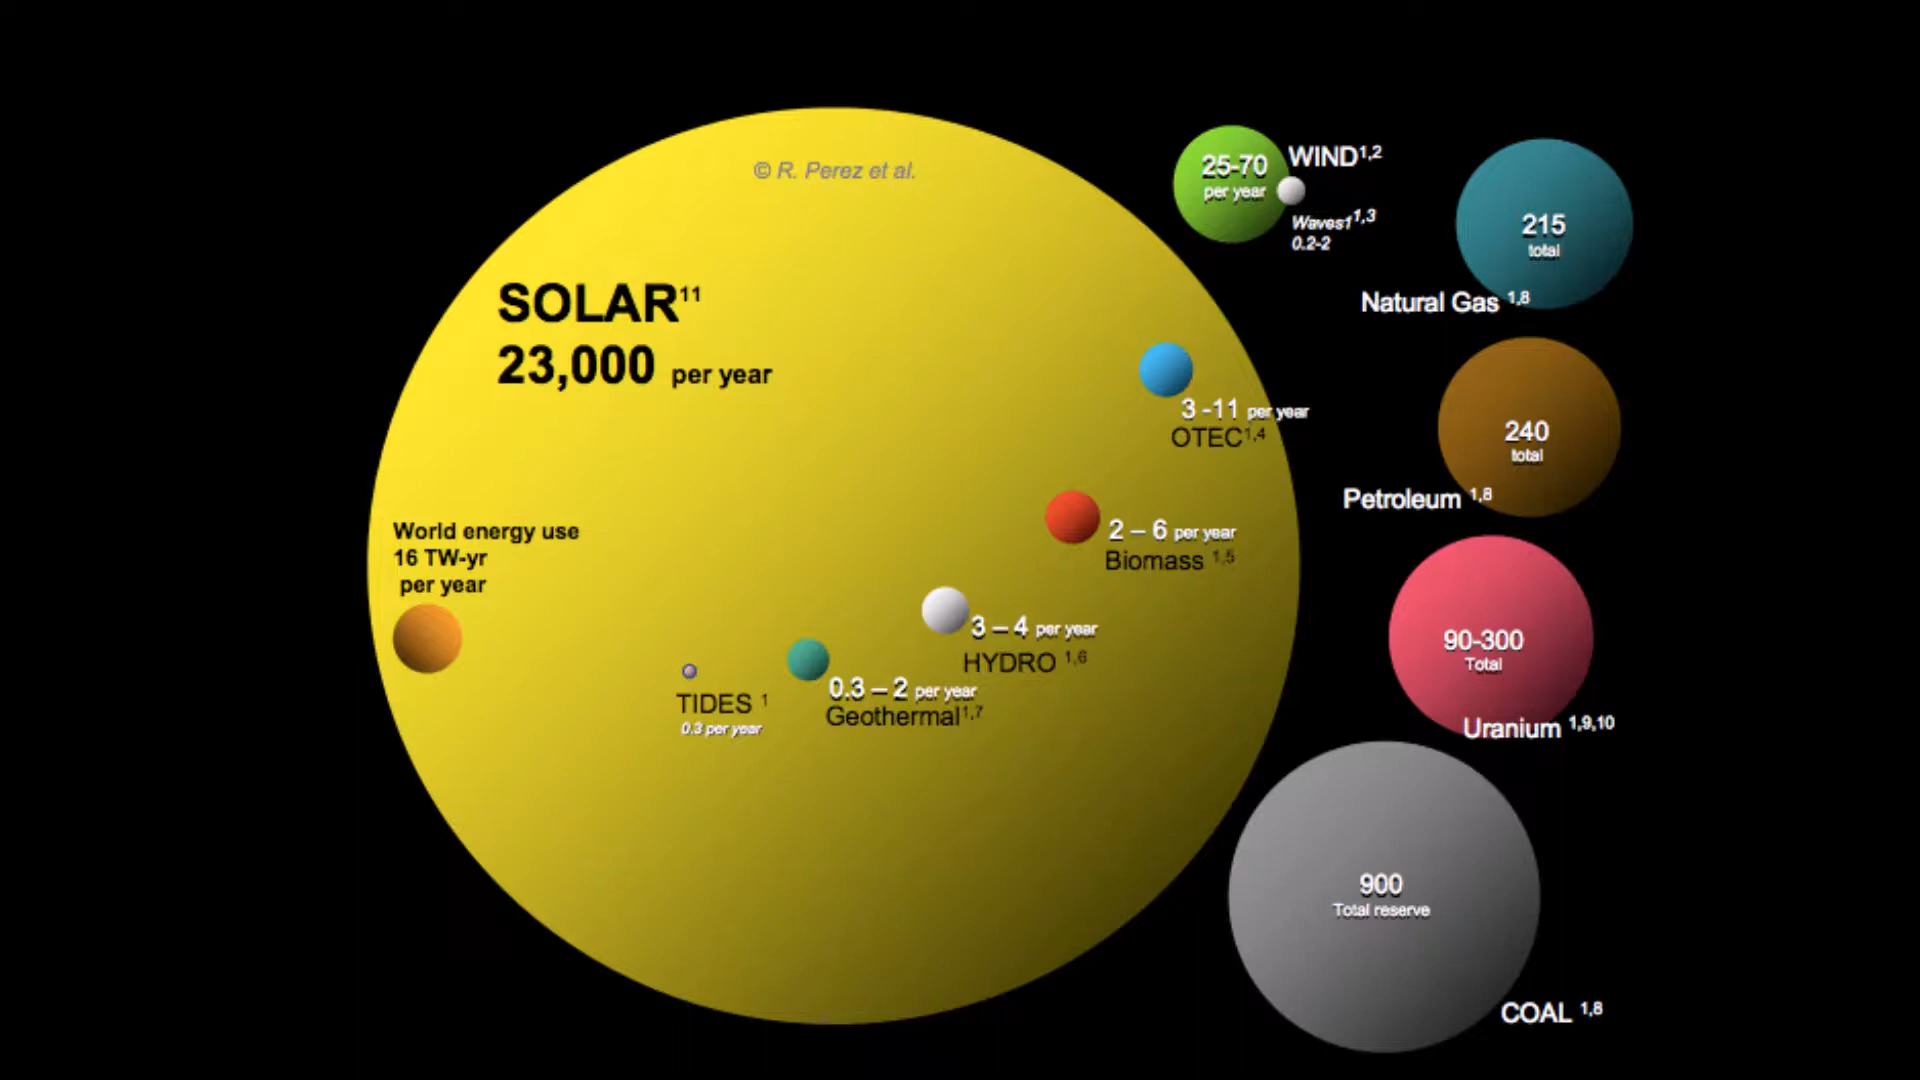 © R. Perez et al.
SOLAR¹¹
23,000 per year
World energy use
16 TW-yr
per year
TIDES ¹
0.3 per year
0.3 – 2 per year
Geothermal¹,⁷
3 – 4 per year
HYDRO ¹,⁶
2 – 6 per year
Biomass ¹,⁵
3 -11 per year
OTEC¹,⁴
25-70
per year
WIND¹,²
Waves1¹,³
0.2-2
215
total
Natural Gas ¹,⁸
240
total
Petroleum ¹,⁸
90-300
Total
Uranium ¹,⁹,¹⁰
900
Total reserve
COAL ¹,⁸